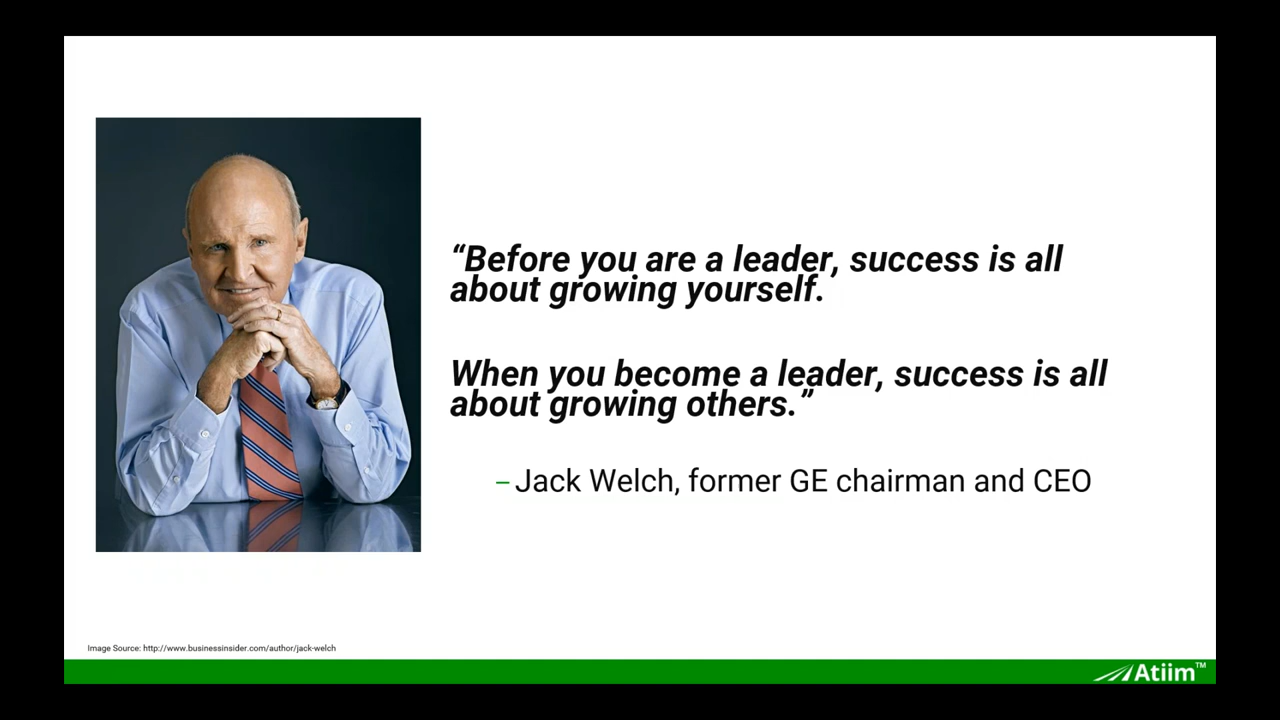 “Before you are a leader, success is all
about growing yourself.
When you become a leader, success is all
about growing others.”
– Jack Welch, former GE chairman and CEO
Image Source: http://www.businessinsider.com/author/jack-welch
Atiim™